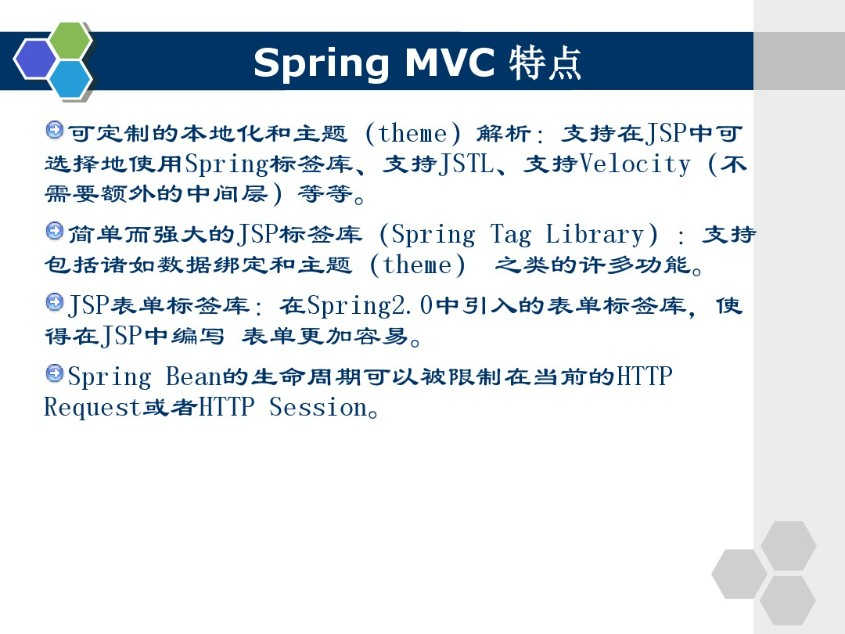 Spring MVC 特点
可定制的本地化和主题（theme）解析：支持在JSP中可
选择地使用Spring标签库、支持JSTL、支持Velocity（不
需要额外的中间层）等等。
简单而强大的JSP标签库（Spring Tag Library）：支持
包括诸如数据绑定和主题（theme） 之类的许多功能。
JSP表单标签库：在Spring2.0中引入的表单标签库，使
得在JSP中编写 表单更加容易。
Spring Bean的生命周期可以被限制在当前的HTTP
Request或者HTTP Session。